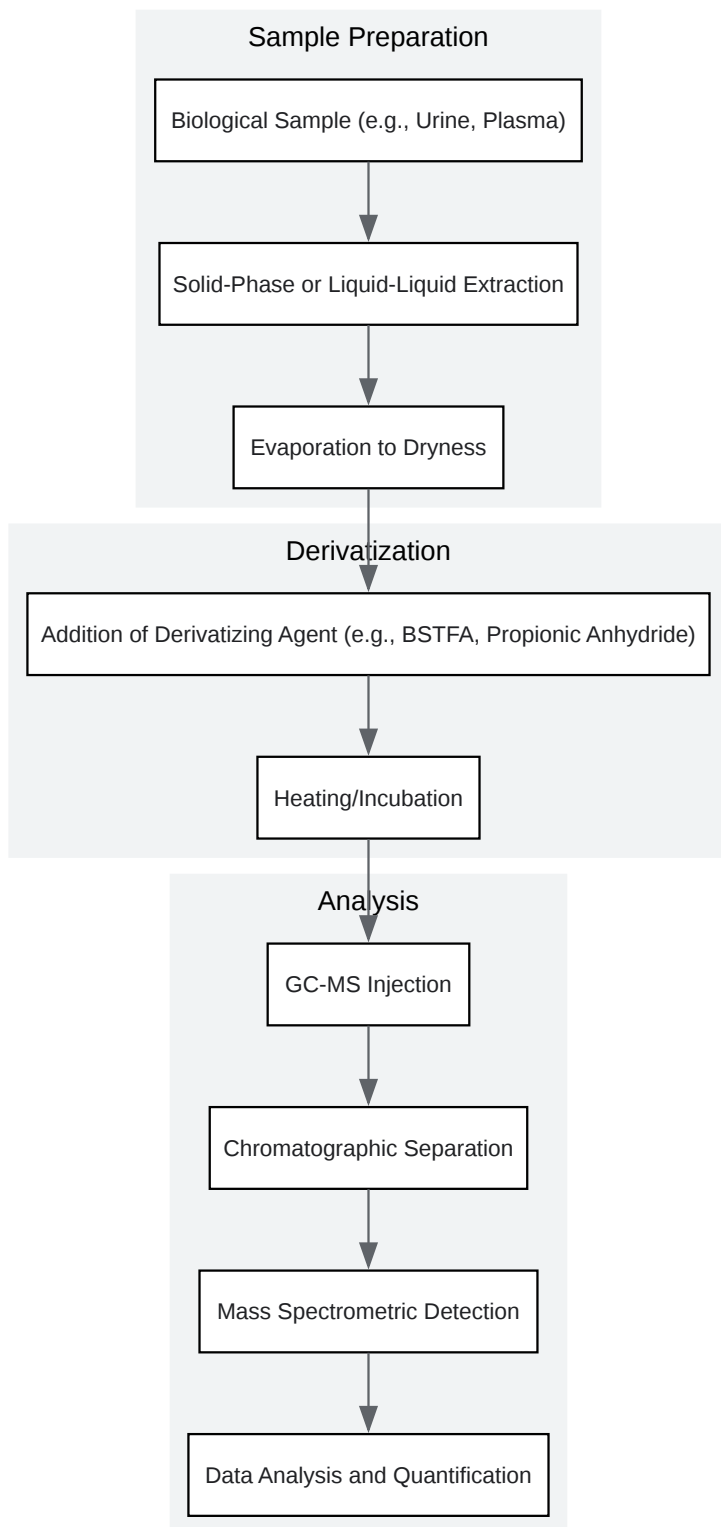 Sample Preparation
Biological Sample (e.g., Urine, Plasma)
Solid-Phase or Liquid-Liquid Extraction
Evaporation to Dryness
Derivatization
Addition of Derivatizing Agent (e.g., BSTFA, Propionic Anhydride)
Heating/Incubation
Analysis
GC-MS Injection
Chromatographic Separation
Mass Spectrometric Detection
Data Analysis and Quantification